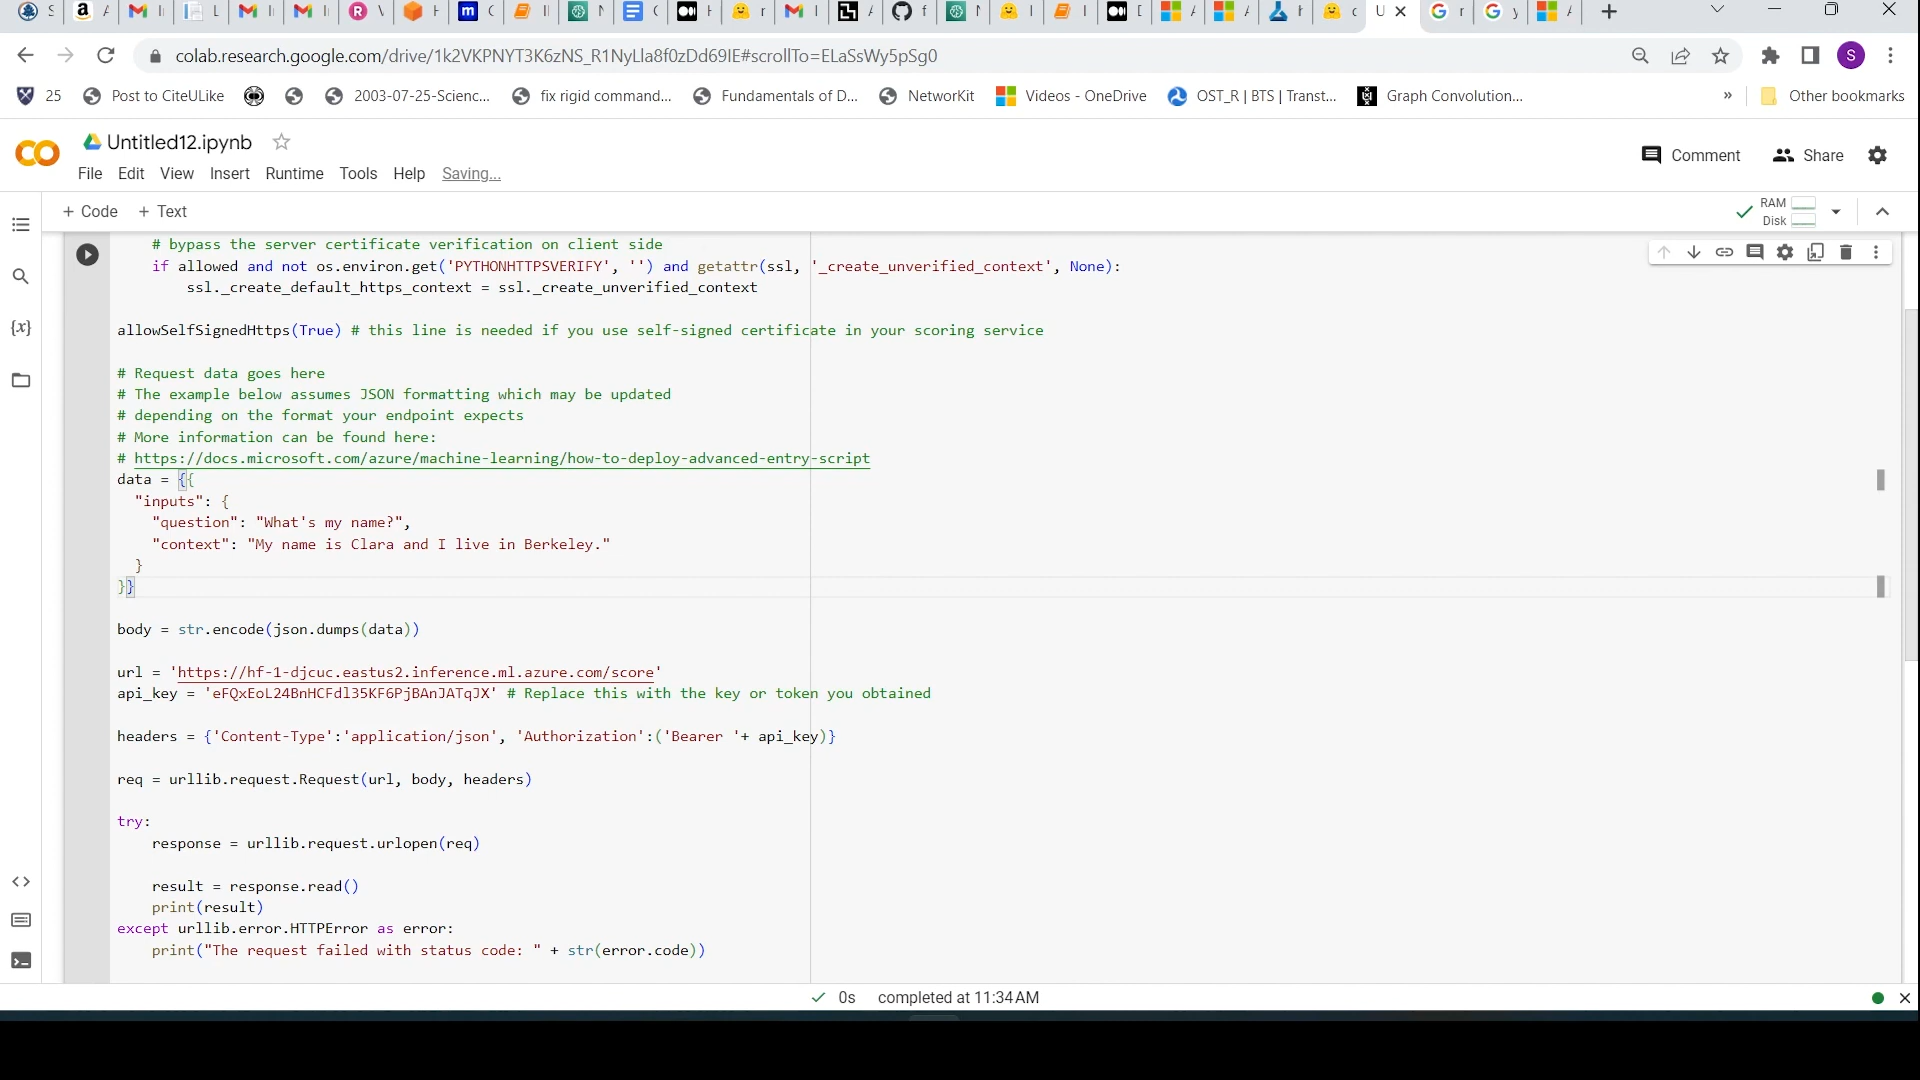 colab.research.google.com/drive/1k2VKPNYT3K6zNS_R1NyLla8f0zDd69IE#scrollTo=ELaSsWy5pSg0
S
25
Post to CiteULike
2003-07-25-Scienc...
fix rigid command...
Fundamentals of D...
NetworKit
Videos - OneDrive
OST_R | BTS | Transt...
Graph Convolution...
»
Other bookmarks
Untitled12.ipynb
File Edit View Insert Runtime Tools Help Saving...
Comment
Share
+ Code + Text
RAM
Disk
# bypass the server certificate verification on client side
if allowed and not os.environ.get('PYTHONHTTPSVERIFY', '') and getattr(ssl, '_create_unverified_context', None):
ssl._create_default_https_context = ssl._create_unverified_context
allowSelfSignedHttps(True) # this line is needed if you use self-signed certificate in your scoring service
# Request data goes here
# The example below assumes JSON formatting which may be updated
# depending on the format your endpoint expects
# More information can be found here:
# https://docs.microsoft.com/azure/machine-learning/how-to-deploy-advanced-entry-script
data = {{
"inputs": {
"question": "What's my name?",
"context": "My name is Clara and I live in Berkeley."
}
}}
body = str.encode(json.dumps(data))
url = 'https://hf-1-djcuc.eastus2.inference.ml.azure.com/score'
api_key = 'eFQxEoL24BnHCFdl35KF6PjBAnJATqJX' # Replace this with the key or token you obtained
headers = {'Content-Type':'application/json', 'Authorization':('Bearer '+ api_key)}
req = urllib.request.Request(url, body, headers)
try:
response = urllib.request.urlopen(req)
result = response.read()
print(result)
except urllib.error.HTTPError as error:
print("The request failed with status code: " + str(error.code))
0s completed at 11:34 AM